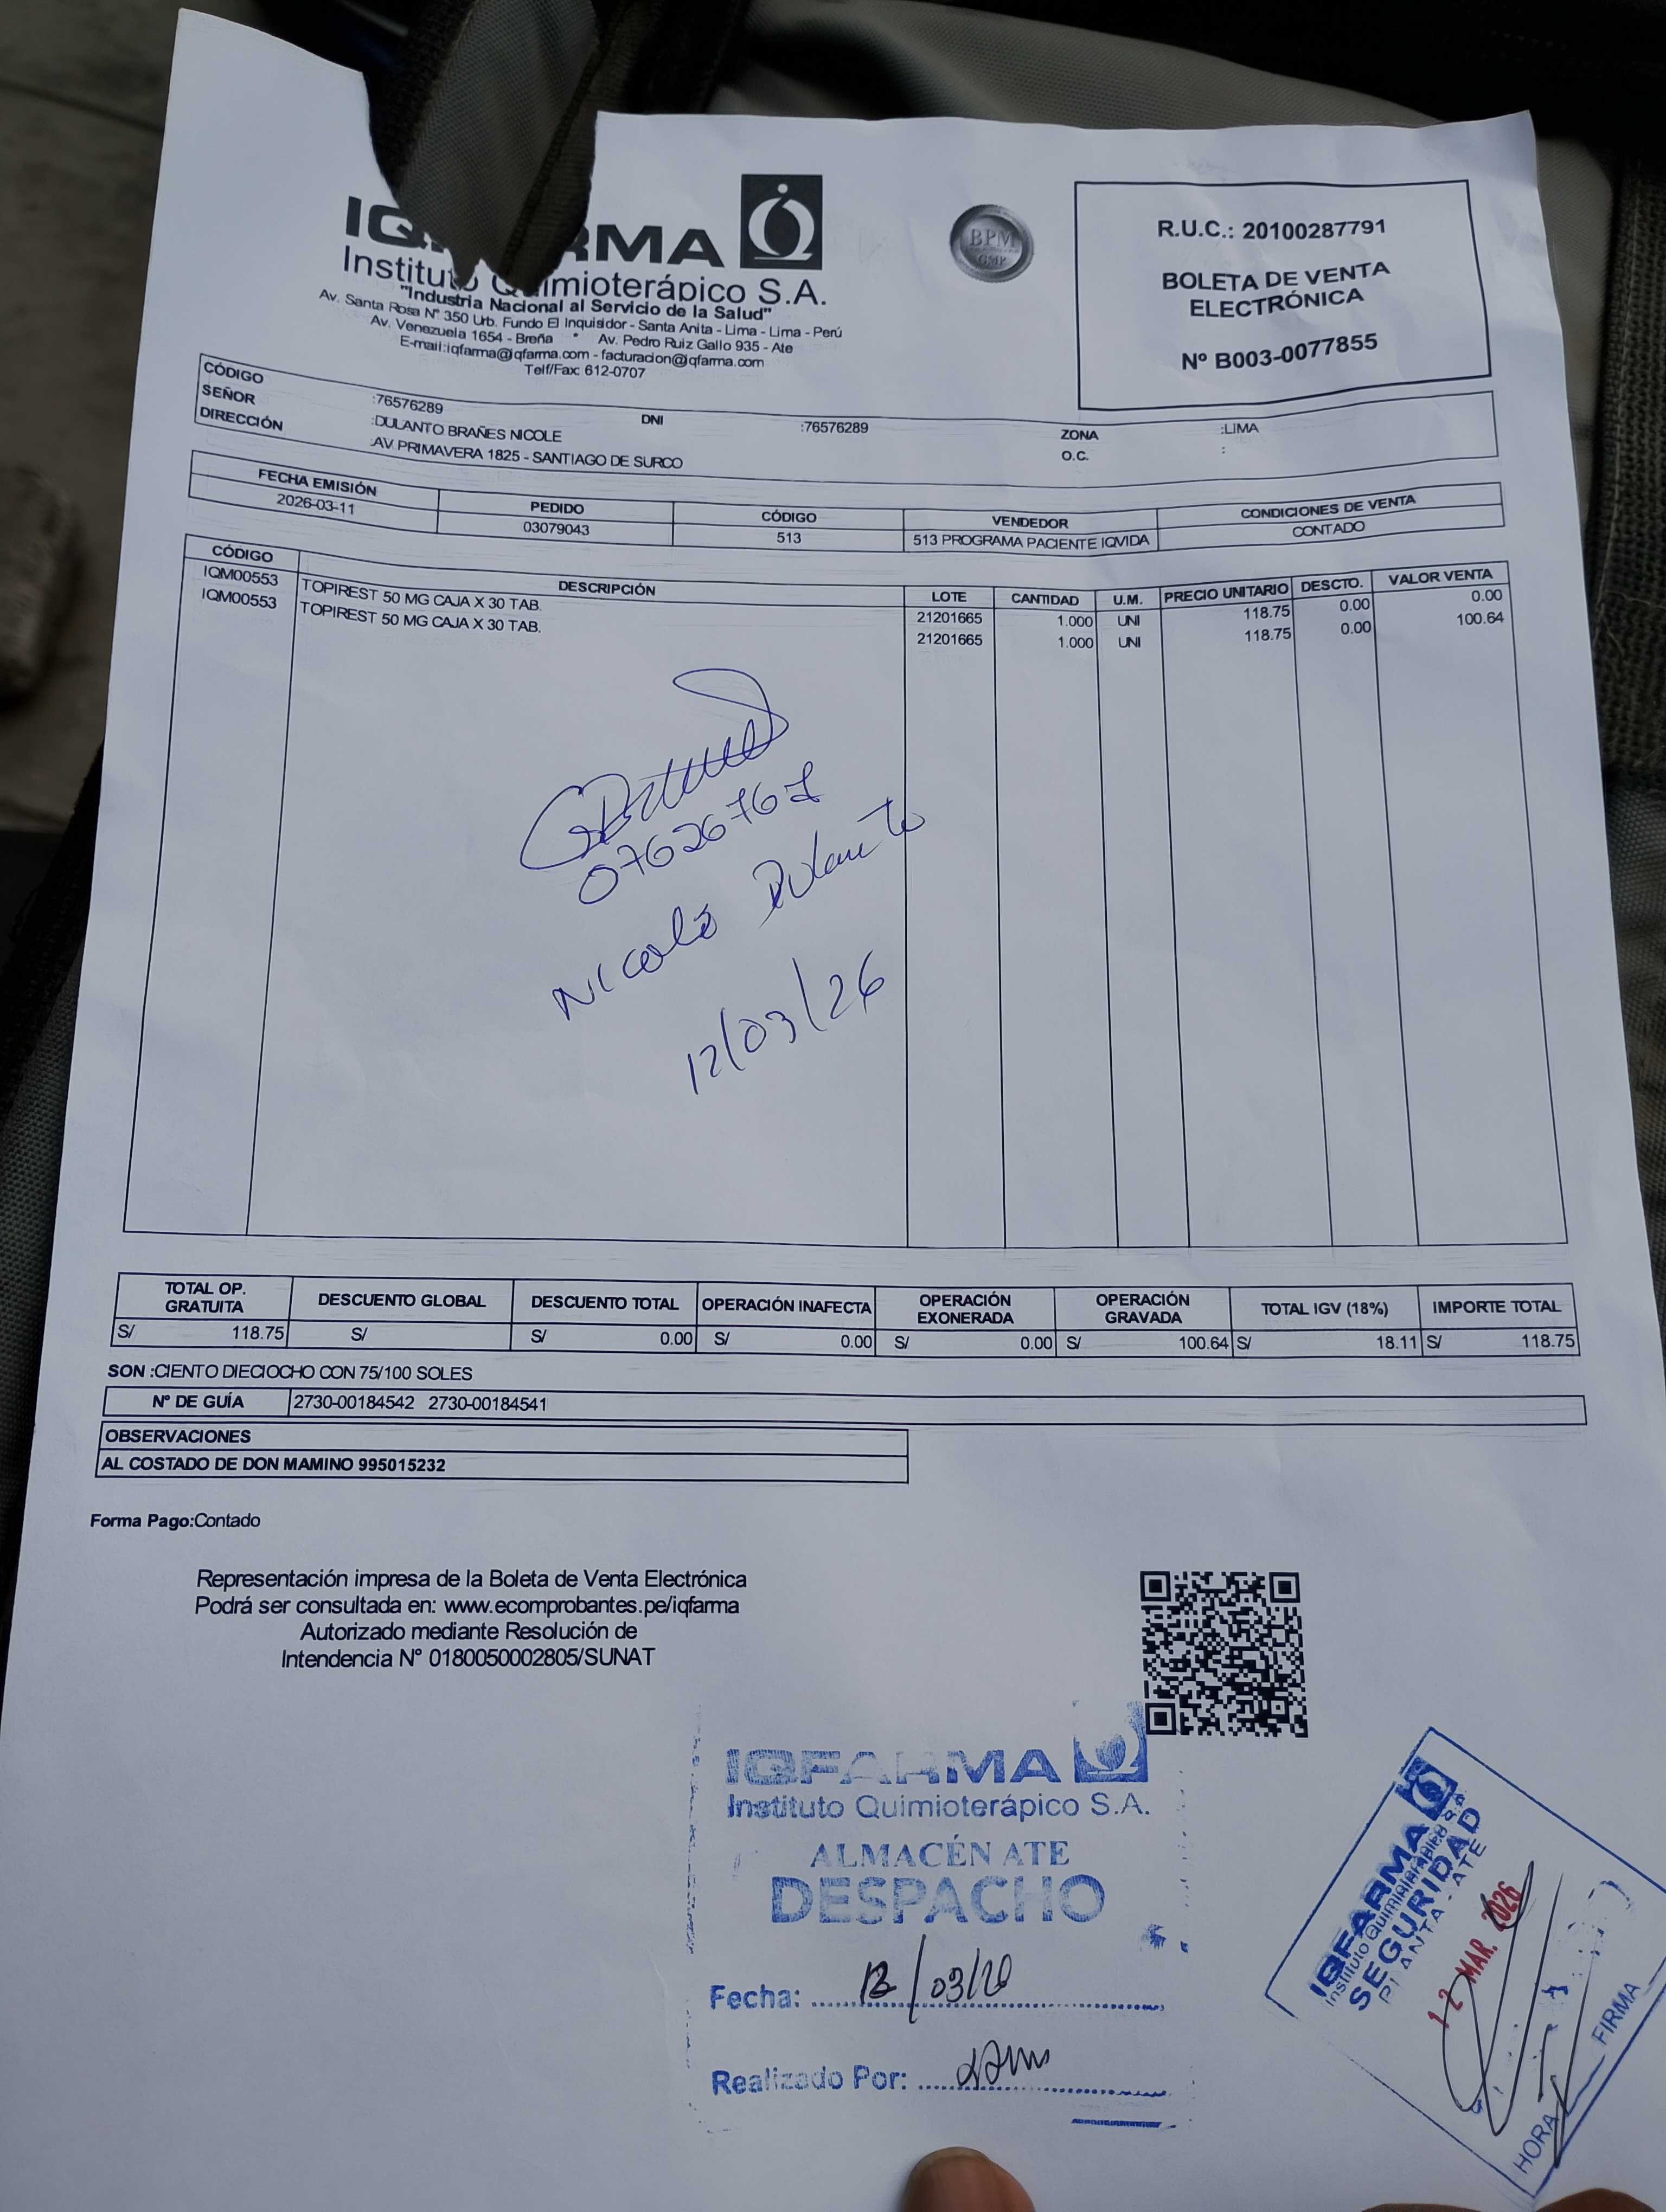 IQFARMA
Instituto Quimioterápico S.A.
"Industria Nacional al Servicio de la Salud"
Av. Santa Rosa Nº 350 Urb. Fundo El Inquisidor - Santa Anita - Lima - Lima - Perú
Av. Venezuela 1654 - Breña * Av. Pedro Ruiz Gallo 935 - Ate
E-mail:iqfarma@iqfarma.com - facturacion@iqfarma.com
Telf/Fax: 612-0707
BPM
GMP
R.U.C.: 20100287791
BOLETA DE VENTA
ELECTRÓNICA
Nº B003-0077855
CÓDIGO :76576289 DNI :76576289 ZONA :LIMA
SEÑOR :DULANTO BRAÑES NICOLE O.C. :
DIRECCIÓN :AV. PRIMAVERA 1825 - SANTIAGO DE SURCO
FECHA EMISIÓN PEDIDO CÓDIGO VENDEDOR CONDICIONES DE VENTA
2026-03-11 03079043 513 513 PROGRAMA PACIENTE IQVIDA CONTADO
CÓDIGO DESCRIPCIÓN LOTE CANTIDAD U.M. PRECIO UNITARIO DESCTO. VALOR VENTA
IQM00553 TOPIREST 50 MG CAJA X 30 TAB. 21201665 1.000 UNI 118.75 0.00 0.00
IQM00553 TOPIREST 50 MG CAJA X 30 TAB. 21201665 1.000 UNI 118.75 0.00 100.64
07626767
Nicole Dulanto
12/03/26
TOTAL OP. GRATUITA DESCUENTO GLOBAL DESCUENTO TOTAL OPERACIÓN INAFECTA OPERACIÓN EXONERADA OPERACIÓN GRAVADA TOTAL IGV (18%) IMPORTE TOTAL
S/ 118.75 S/ S/ 0.00 S/ 0.00 S/ 0.00 S/ 100.64 S/ 18.11 S/ 118.75
SON :CIENTO DIECIOCHO CON 75/100 SOLES
Nº DE GUÍA 2730-00184542 2730-00184541
OBSERVACIONES
AL COSTADO DE DON MAMINO 995015232
Forma Pago:Contado
Representación impresa de la Boleta de Venta Electrónica
Podrá ser consultada en: www.ecomprobantes.pe/iqfarma
Autorizado mediante Resolución de
Intendencia Nº 0180050002805/SUNAT
IQFARMA
Instituto Quimioterápico S.A.
ALMACÉN ATE
DESPACHO
Fecha:
Realizado Por:
IQFARMA
Instituto Quimioterápico S.A.
SEGURIDAD
PLANTA - ATE
12 MAR. 2026
HORA FIRMA